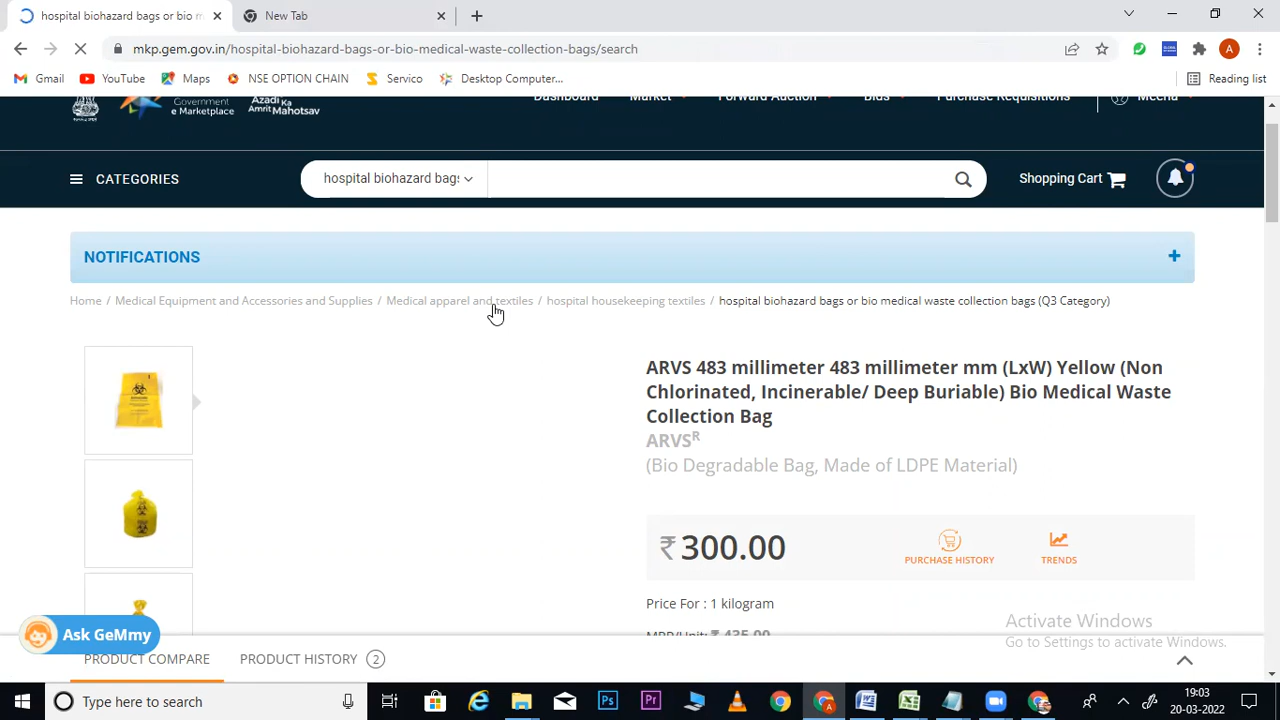 hospital biohazard bags or bio m
New Tab
mkp.gem.gov.in/hospital-biohazard-bags-or-bio-medical-waste-collection-bags/search
A
Gmail
YouTube
Maps
NSE OPTION CHAIN
Servico
Desktop Computer...
Reading list
Government
e Marketplace
Azadi Ka
Amrit Mahotsav
Dashboard
Market
Forward Auction
Bids
Purchase Requisitions
Meena
CATEGORIES
hospital biohazard bags
Shopping Cart
NOTIFICATIONS
+
Home / Medical Equipment and Accessories and Supplies / Medical apparel and textiles / hospital housekeeping textiles / hospital biohazard bags or bio medical waste collection bags (Q3 Category)
ARVS 483 millimeter 483 millimeter mm (LxW) Yellow (Non
Chlorinated, Incinerable/ Deep Buriable) Bio Medical Waste
Collection Bag
ARVS R
(Bio Degradable Bag, Made of LDPE Material)
₹ 300.00
PURCHASE HISTORY
TRENDS
Price For : 1 kilogram
MRP/Unit: ₹ 435.00
Activate Windows
Go to Settings to activate Windows.
Ask GeMmy
PRODUCT COMPARE
PRODUCT HISTORY 2
Type here to search
19:03
20-03-2022